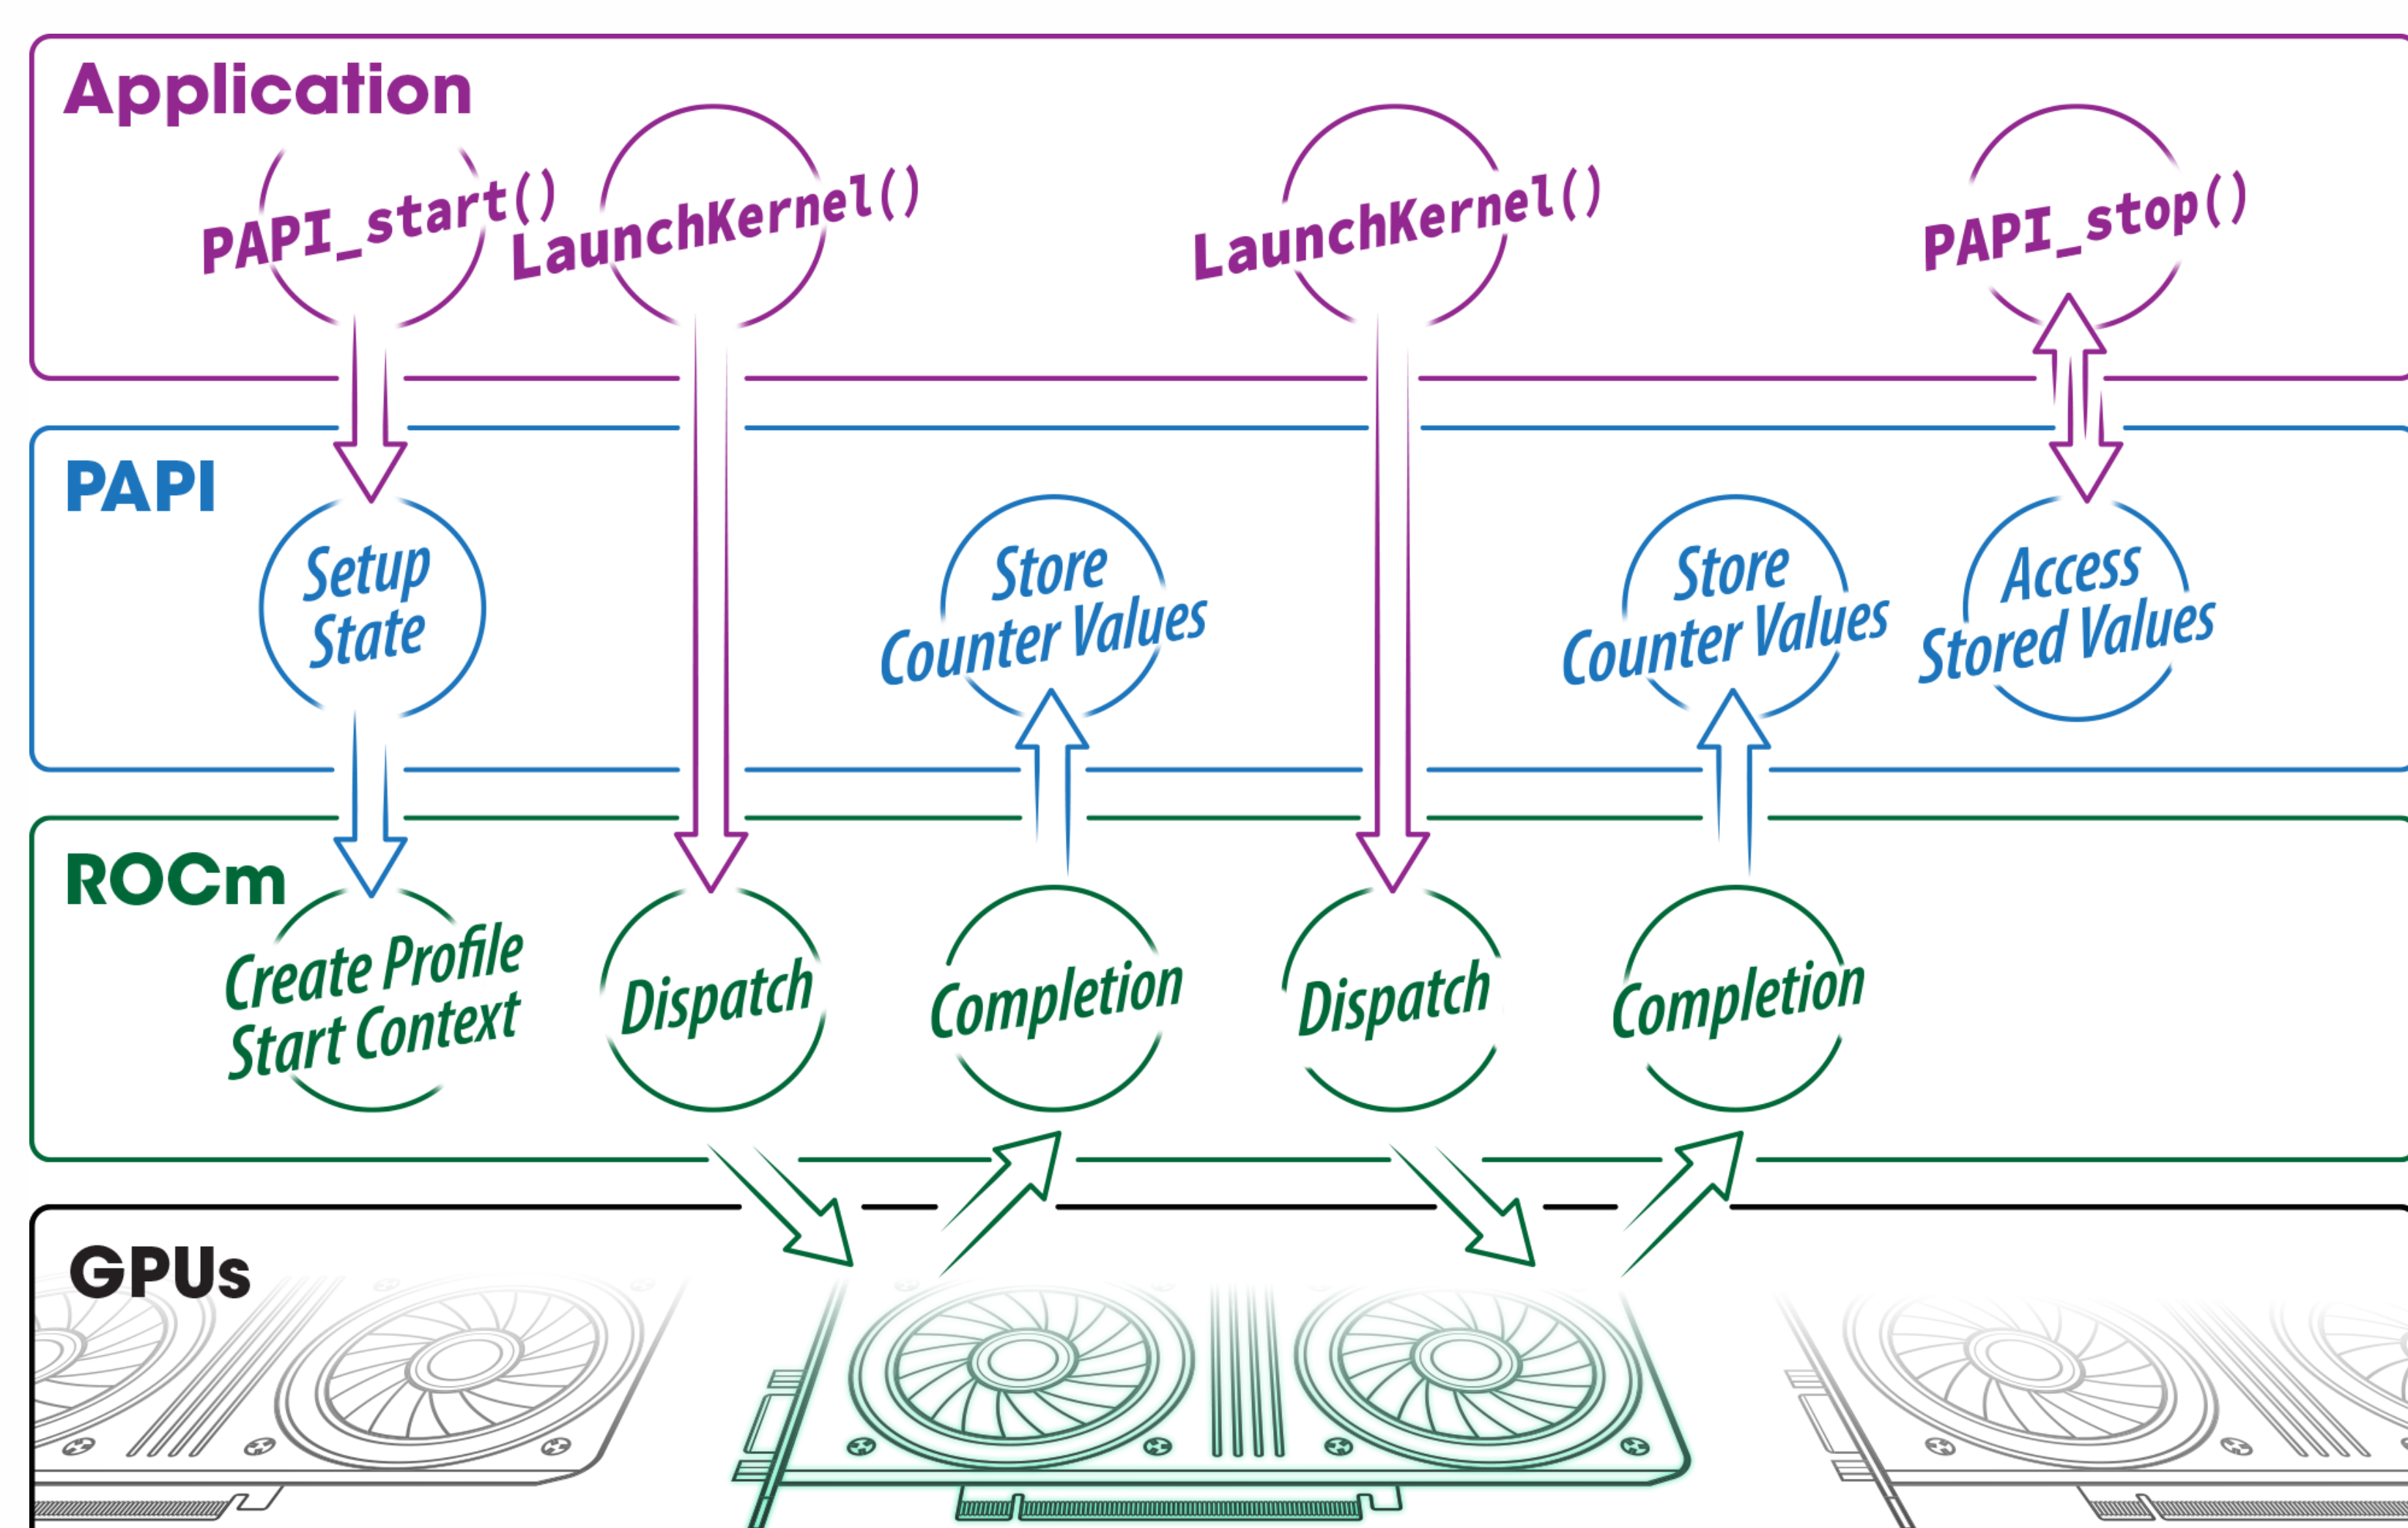 Application
PAPI_start()
LaunchKernel()
LaunchKernel()
PAPI_stop()
PAPI
Setup
State
Store
Counter Values
Store
Counter Values
Access
Stored Values
ROCm
Create Profile
Start Context
Dispatch
Completion
Dispatch
Completion
GPUs